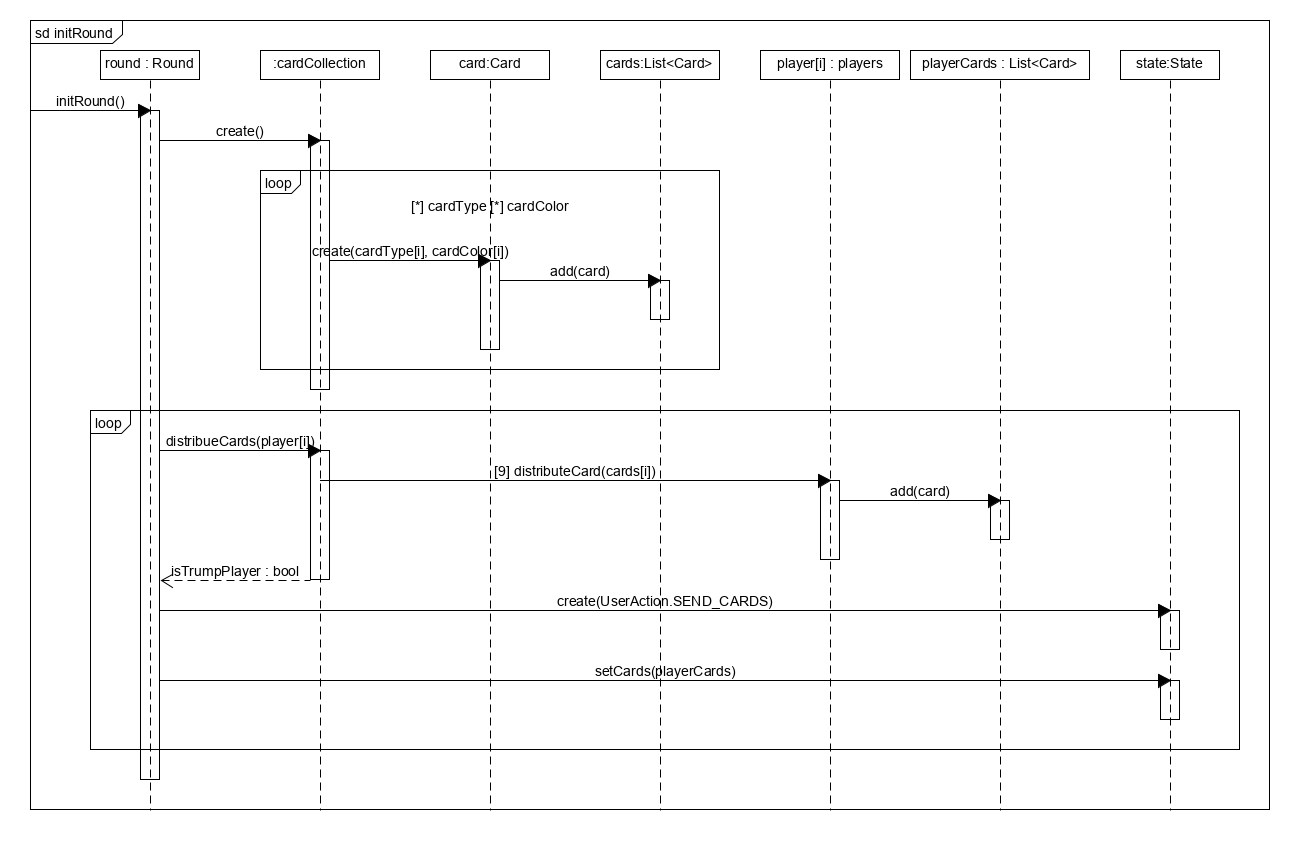 sd initRound
round : Round
:cardCollection
card:Card
cards:List<Card>
player[i] : players
playerCards : List<Card>
state:State
initRound()
create()
loop
[*] cardType [*] cardColor
create(cardType[i], cardColor[i])
add(card)
loop
distribueCards(player[i])
[9] distributeCard(cards[i])
add(card)
isTrumpPlayer : bool
create(UserAction.SEND_CARDS)
setCards(playerCards)